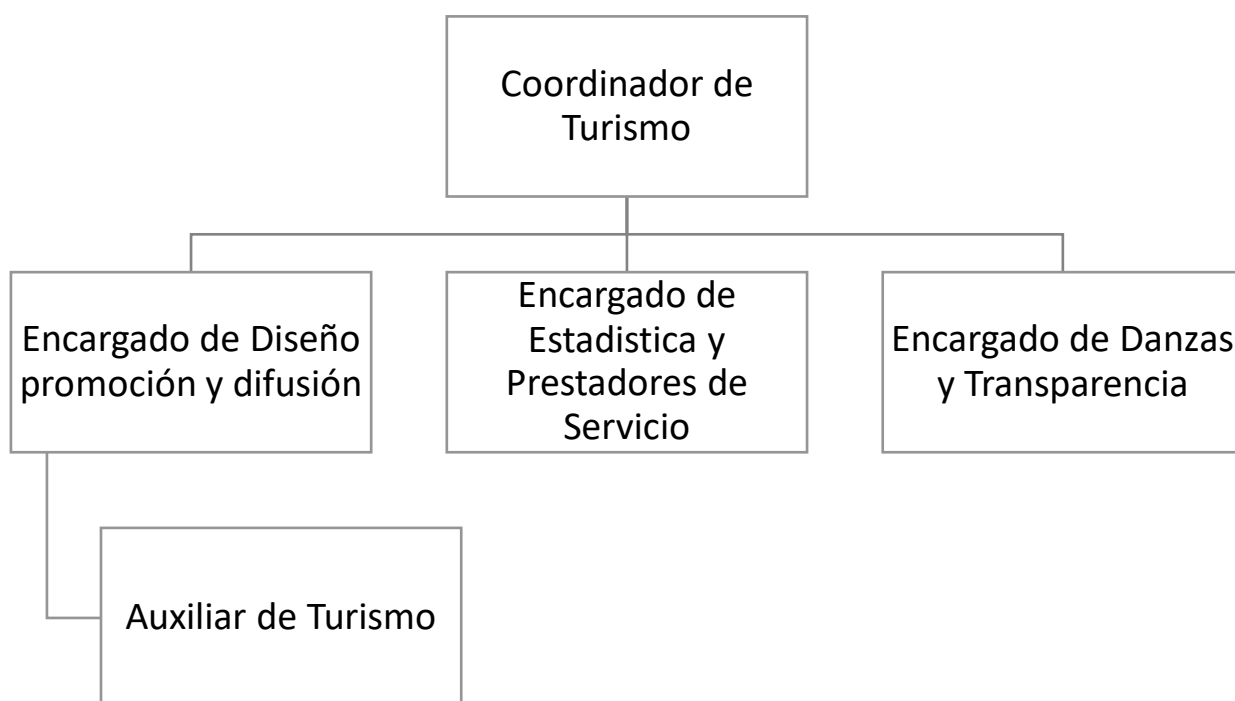 Coordinador de
Turismo
Encargado de Diseño
promoción y difusión
Encargado de
Estadistica y
Prestadores de
Servicio
Encargado de Danzas
y Transparencia
Auxiliar de Turismo